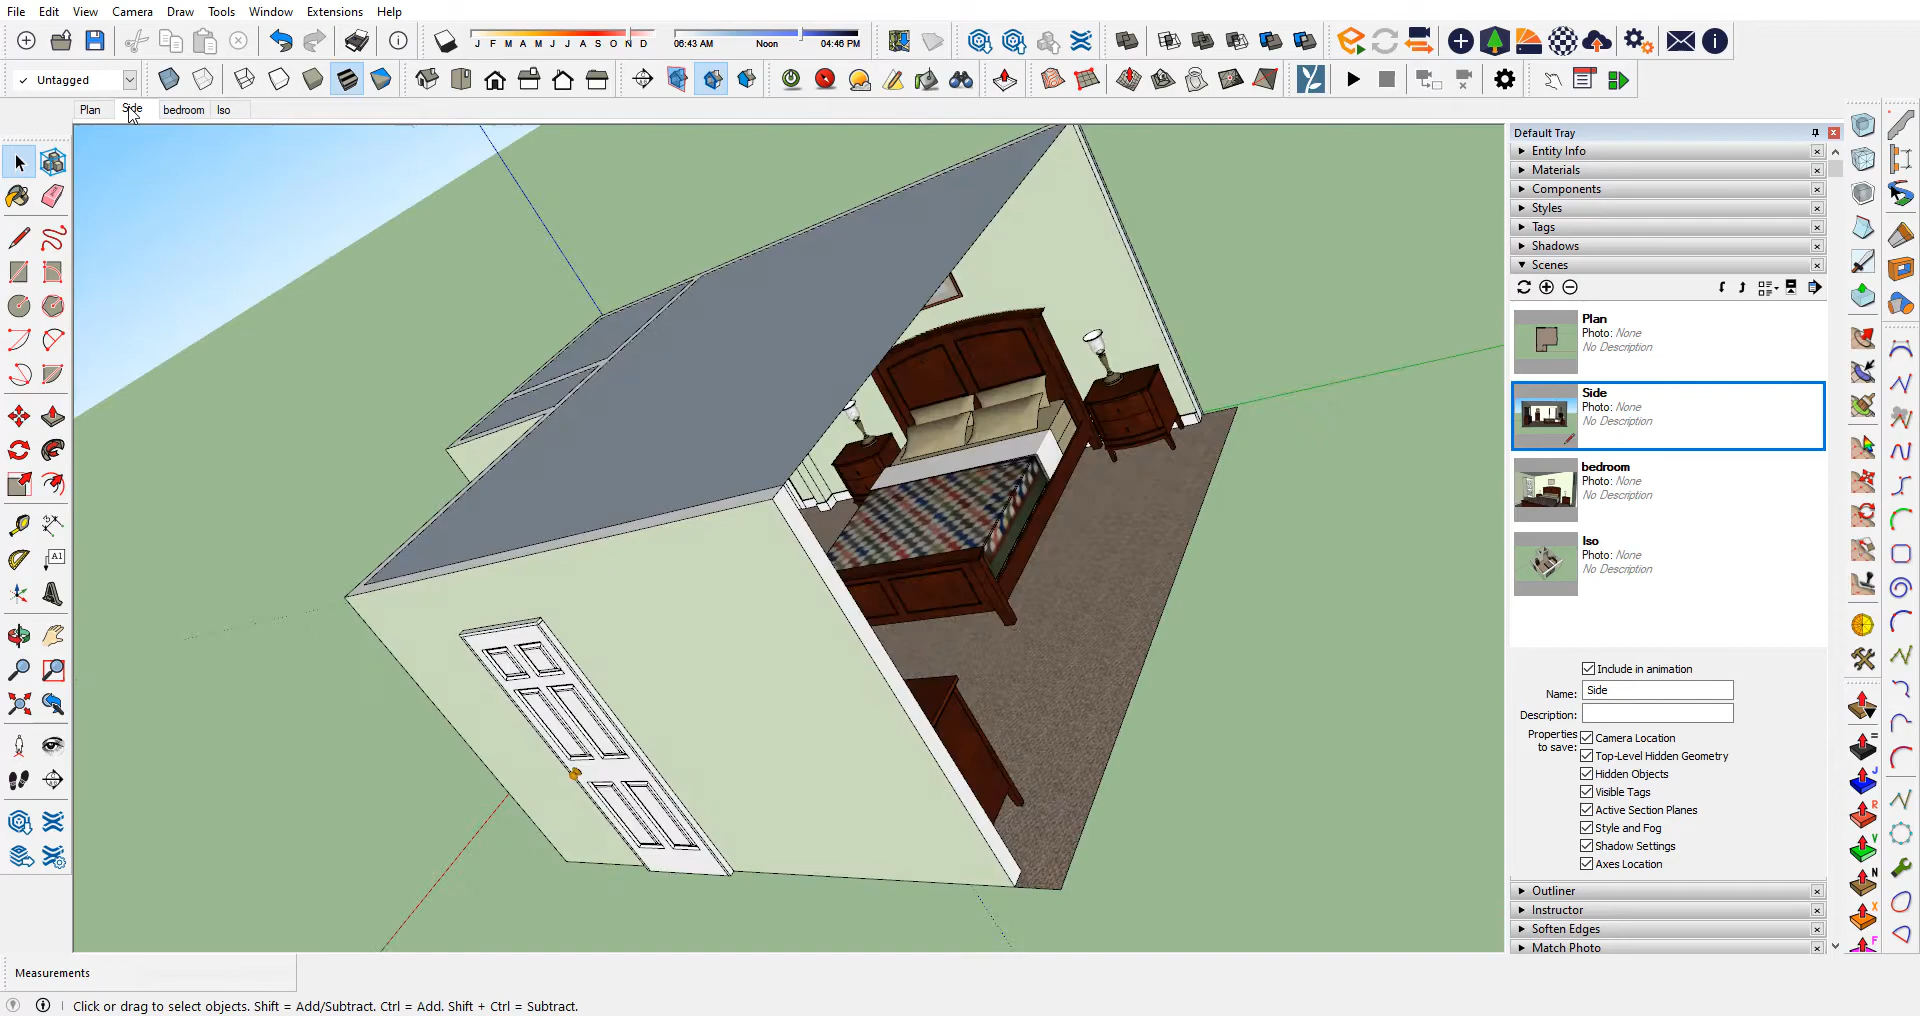 File Edit View Camera Draw Tools Window Extensions Help
J F M A M J J A S O N D 06:43 AM Noon 04:46 PM
✓ Untagged
Plan Side bedroom Iso
Default Tray
Entity Info
Materials
Components
Styles
Tags
Shadows
Scenes
Plan
Photo: None
No Description
Side
Photo: None
No Description
bedroom
Photo: None
No Description
Iso
Photo: None
No Description
Include in animation
Name: Side
Description:
Properties to save:
Camera Location
Top-Level Hidden Geometry
Hidden Objects
Visible Tags
Active Section Planes
Style and Fog
Shadow Settings
Axes Location
Outliner
Instructor
Soften Edges
Match Photo
A1
J
R
V
N
X
F
Measurements
Click or drag to select objects. Shift = Add/Subtract. Ctrl = Add. Shift + Ctrl = Subtract.